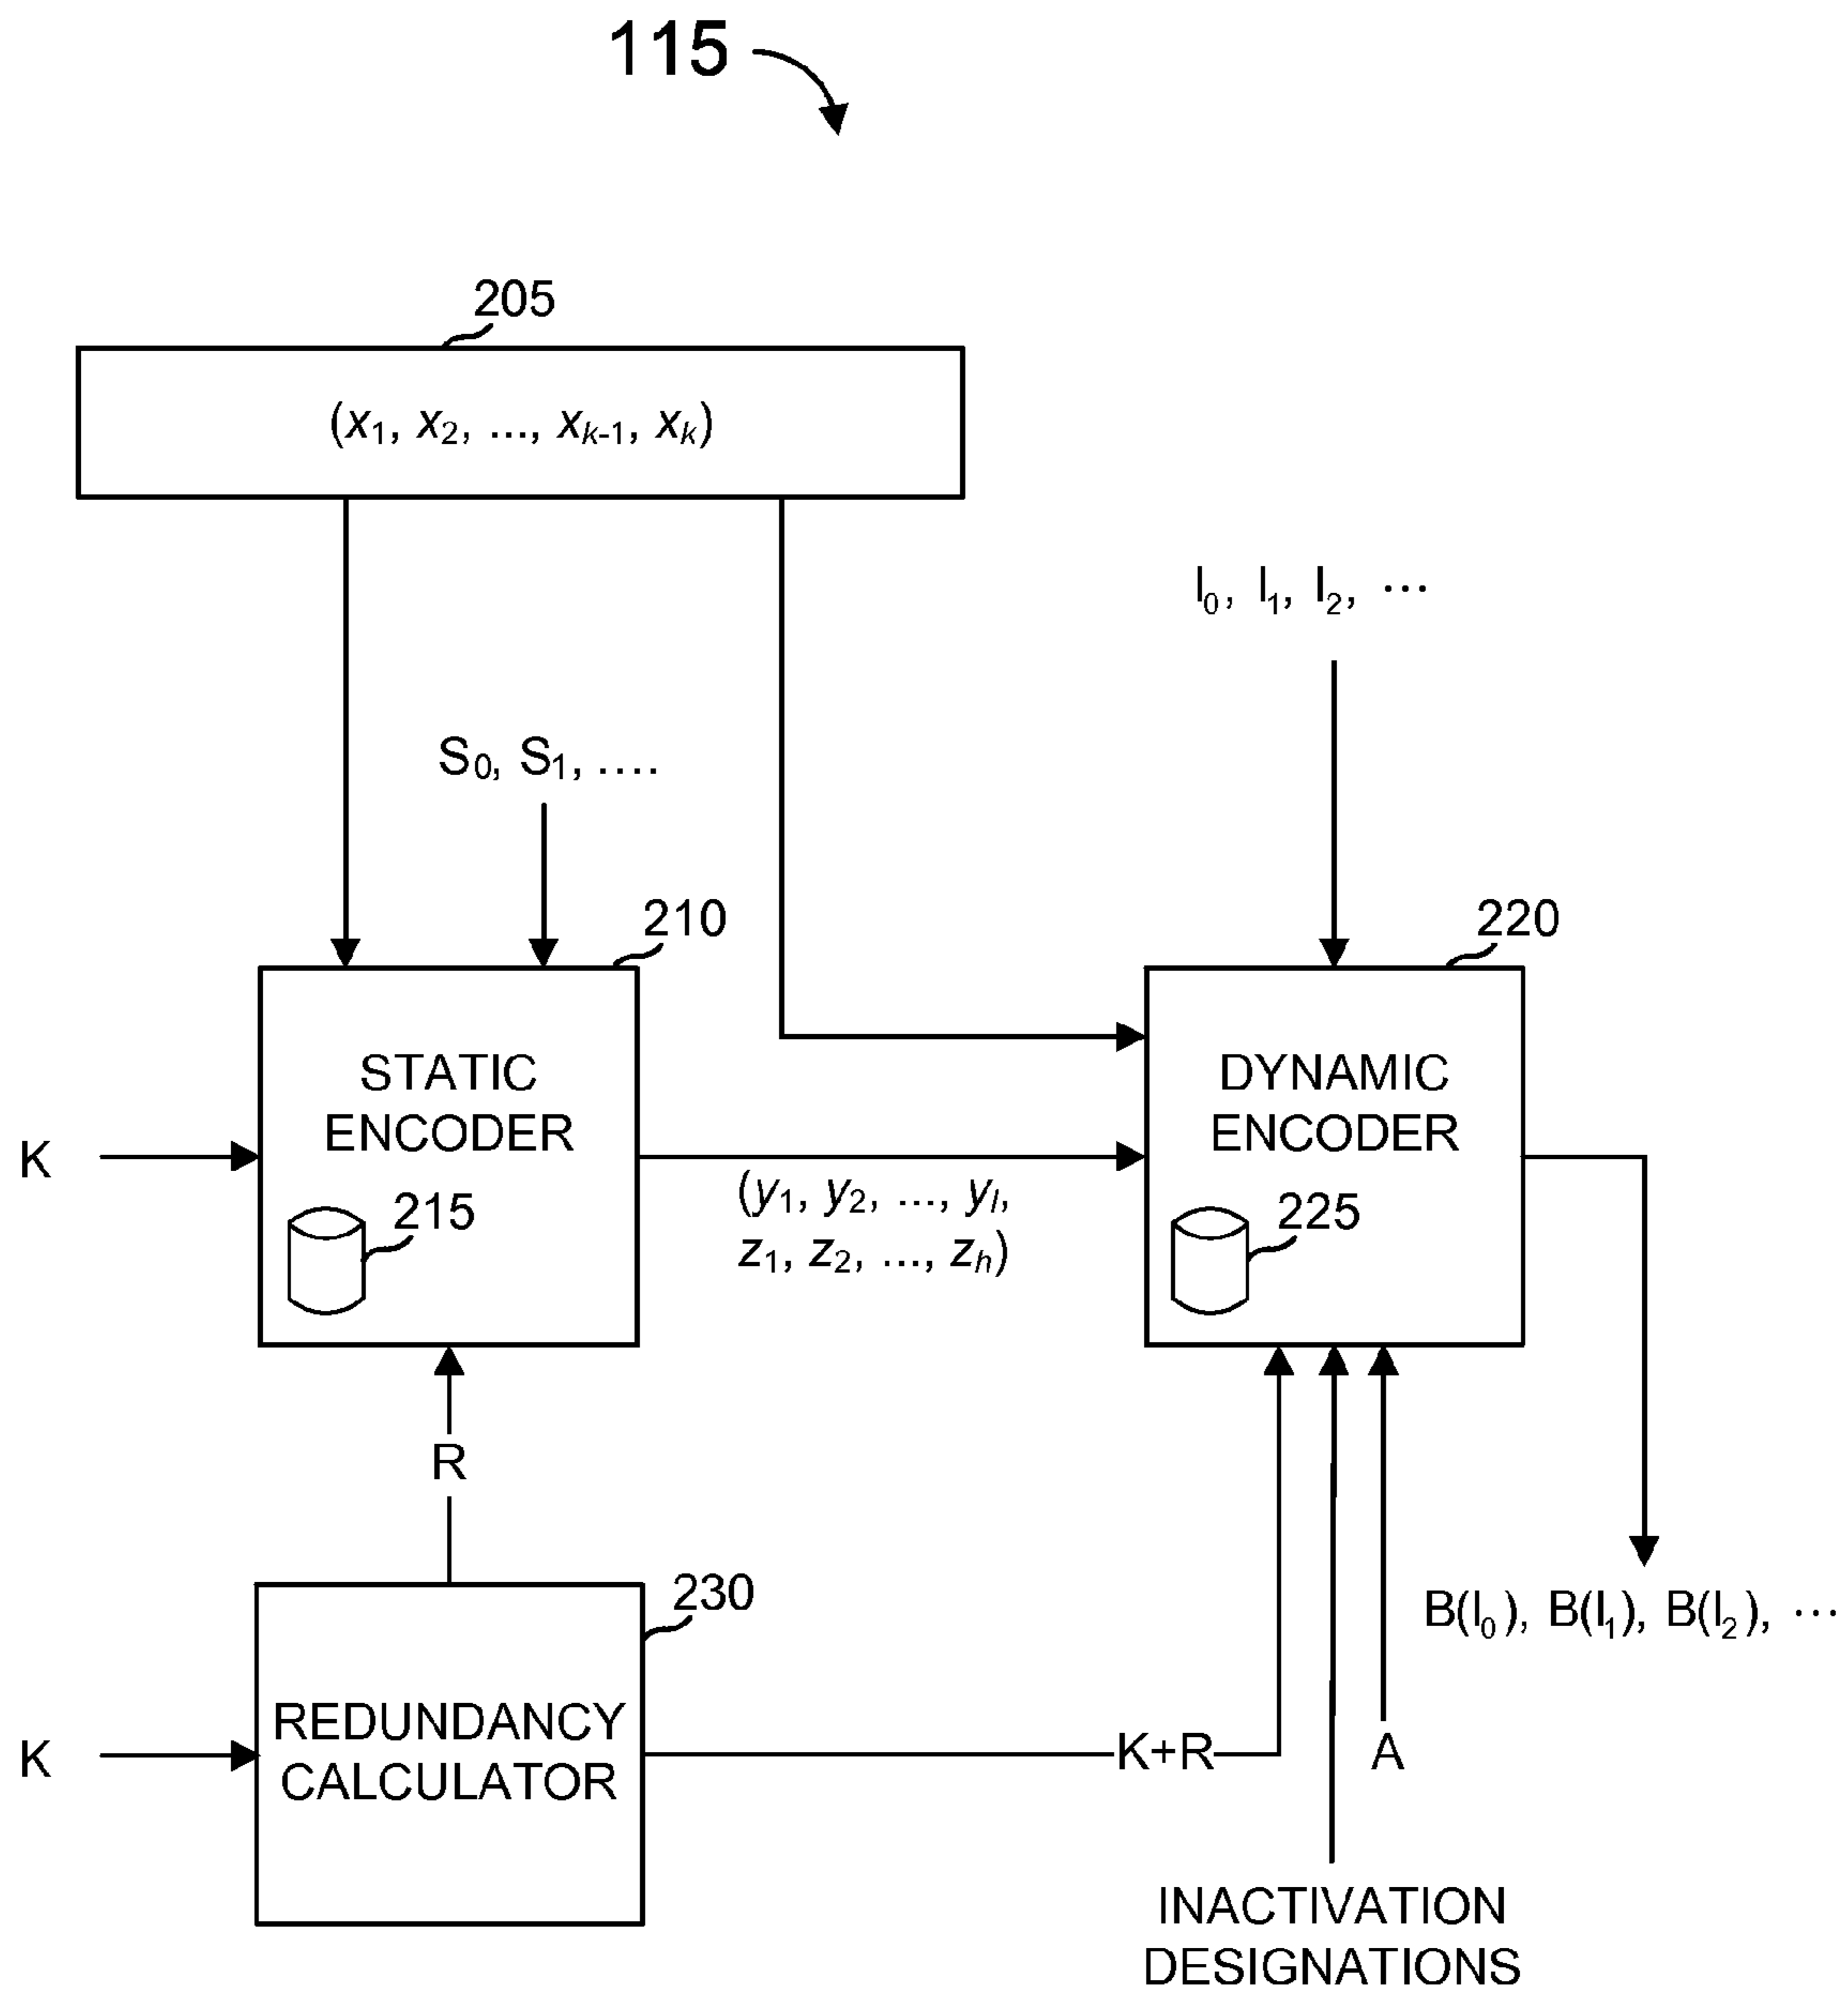 115
205
(x1, x2, ..., xk-1, xk)
I0, I1, I2, ...
S0, S1, ....
210
220
STATIC
ENCODER
DYNAMIC
ENCODER
K
215
225
(y1, y2, ..., yl,
z1, z2, ..., zh)
R
230
B(I0), B(I1), B(I2), ...
REDUNDANCY
CALCULATOR
K
K+R
A
INACTIVATION
DESIGNATIONS